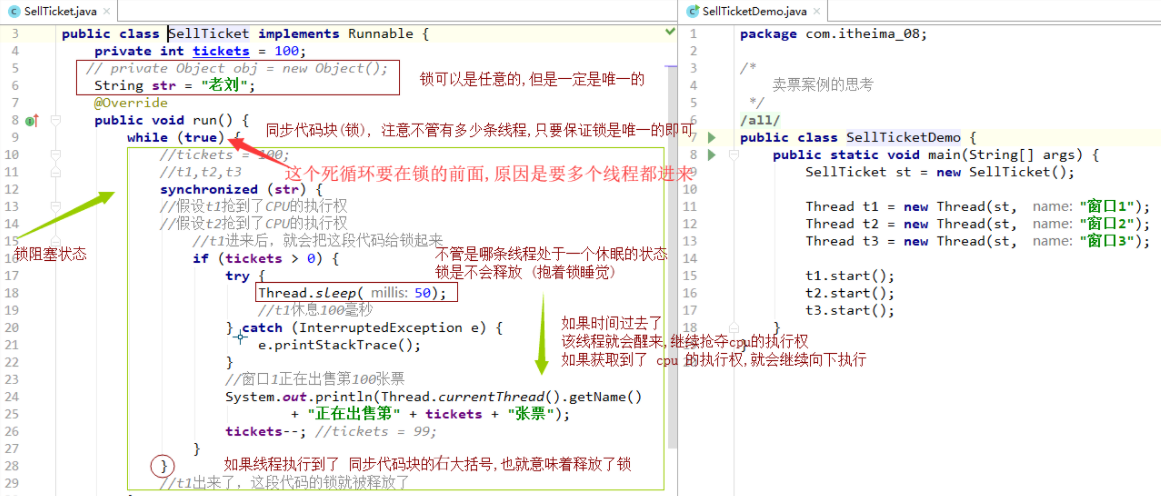 SellTicket.java
public class SellTicket implements Runnable {
private int tickets = 100;
// private Object obj = new Object();
String str = "老刘";
锁可以是任意的,但是一定是唯一的
@Override
public void run() {
同步代码块(锡), 注意不管有多少条线程,只要保证锁是唯一的即可
while (true) {
//tickets = 100;
//t1,t2,t3
这个死循环要在锁的前面,原因是要多个线程都进来
synchronized (str) {
//假设t1抢到了CPU的执行权
//假设t2抢到了CPU的执行权
//t1进来后，就会把这段代码给锁起来
锁阻塞状态
if (tickets > 0) {
不管是哪条线程处于一个休眠的状态
锁是不会释放 (抱着锁睡觉)
try {
Thread.sleep( millis: 50);
//t1休息100毫秒
} catch (InterruptedException e) {
e.printStackTrace();
}
如果时间过去了
该线程就会醒来,继续抢夺cpu的执行权
如果获取到了 cpu 的执行权,就会继续向下执行
//窗口1正在出售第100张票
System.out.println(Thread.currentThread().getName()
+ "正在出售第" + tickets + "张票");
tickets--; //tickets = 99;
}
}
如果线程执行到了 同步代码块的右大括号,也就意味着释放了锁
//t1出来了，这段代码的锁就被释放了
3
4
5
6
7
8
9
10
11
12
13
14
15
16
17
18
19
20
21
22
23
24
25
26
27
28
29
SellTicketDemo.java
1 package com.itheima_08;
2
3 /*
4 卖票案例的思考
5 */
6 /all/
7 public class SellTicketDemo {
8 public static void main(String[] args) {
9 SellTicket st = new SellTicket();
10
11 Thread t1 = new Thread(st, name: "窗口1");
12 Thread t2 = new Thread(st, name: "窗口2");
13 Thread t3 = new Thread(st, name: "窗口3");
14
15 t1.start();
16 t2.start();
17 t3.start();
18 }
}